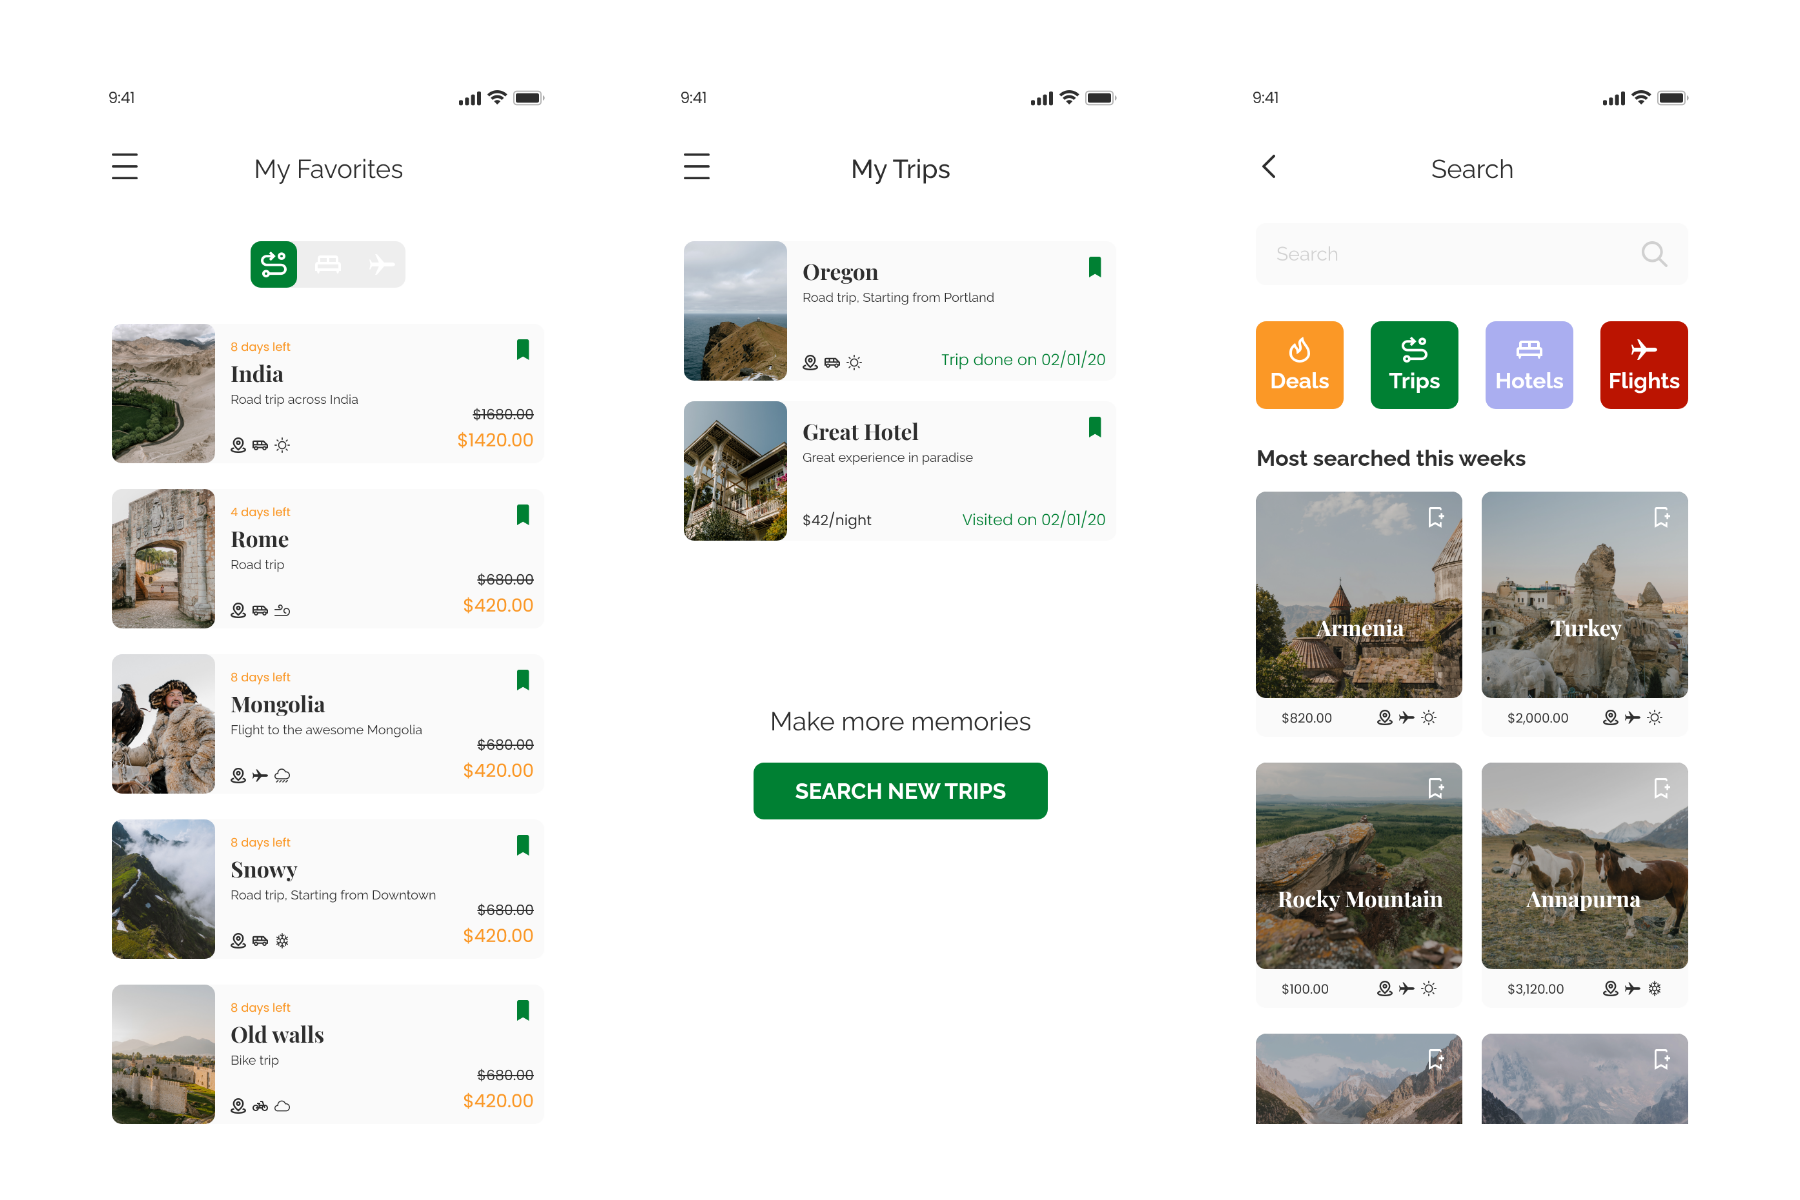 9:41
My Favorites
8 days left
India
Road trip across India
$1680.00
$1420.00
4 days left
Rome
Road trip
$680.00
$420.00
8 days left
Mongolia
Flight to the awesome Mongolia
$680.00
$420.00
8 days left
Snowy
Road trip, Starting from Downtown
$680.00
$420.00
8 days left
Old walls
Bike trip
$680.00
$420.00
9:41
My Trips
Oregon
Road trip, Starting from Portland
Trip done on 02/01/20
Great Hotel
Great experience in paradise
$42/night
Visited on 02/01/20
Make more memories
SEARCH NEW TRIPS
9:41
Search
Search
Deals
Trips
Hotels
Flights
Most searched this weeks
Armenia
$820.00
Turkey
$2,000.00
Rocky Mountain
$100.00
Annapurna
$3,120.00